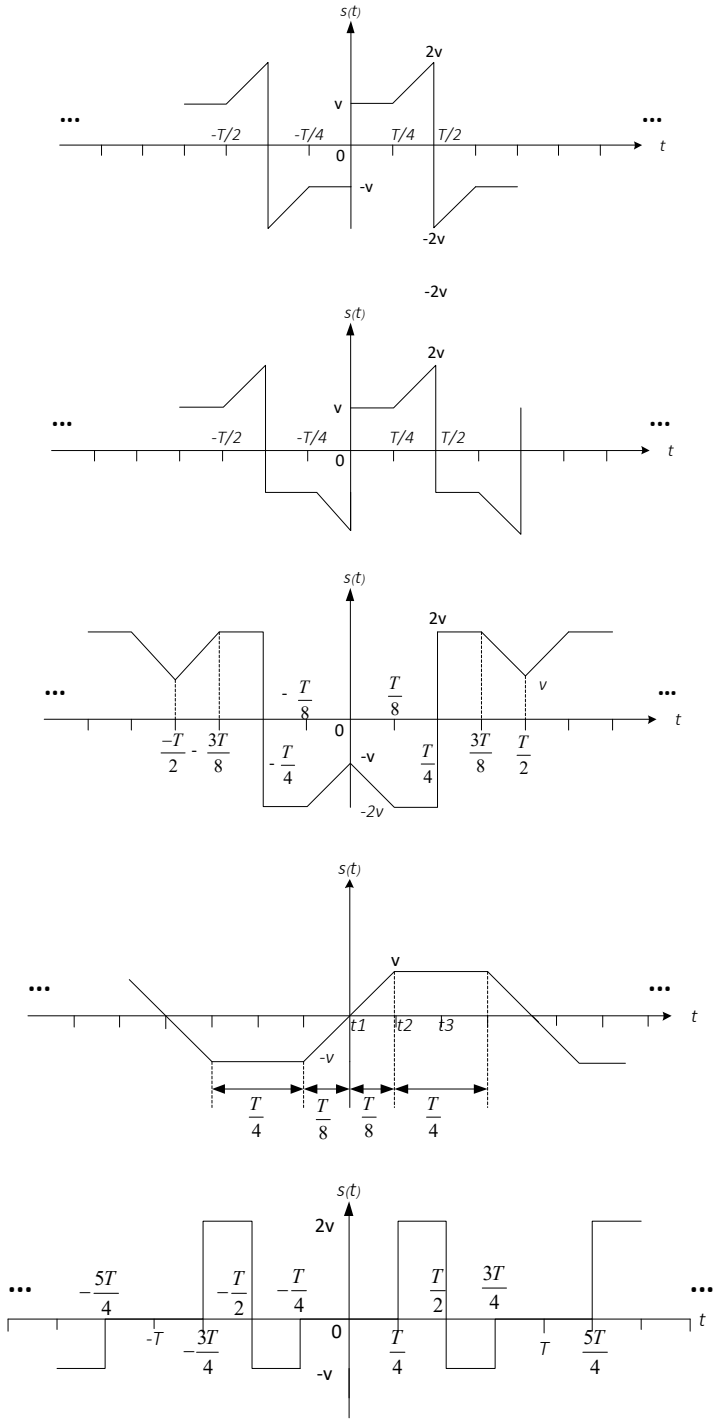 s(t)
2v
v
... -T/2 -T/4 T/4 T/2 ...
0 t
-v
-2v
-2v
s(t)
2v
v
... -T/2 -T/4 T/4 T/2 ...
0 t
s(t)
2v
... - T/8 T/8 v ...
0 t
-T/2 - 3T/8 - T/4 -v T/4 3T/8 T/2
-2v
s(t)
v
... ...
t1 t2 t3 t
-v
T/4 T/8 T/8 T/4
s(t)
2v
... -5T/4 -T/2 -T/4 T/2 3T/4 ...
0 t
-T -3T/4 T/4 T 5T/4
-v